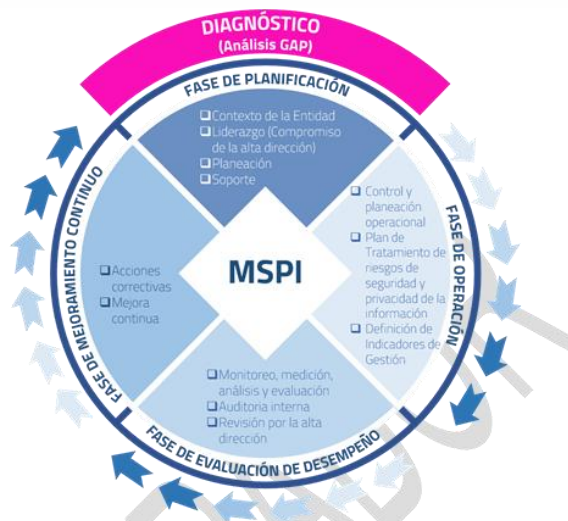 DIAGNÓSTICO
(Análisis GAP)
FASE DE PLANIFICACIÓN
Contexto de la Entidad
Liderazgo (Compromiso
de la alta dirección)
Planeación
Soporte
FASE DE OPERACIÓN
Control y
planeación
operacional
Plan de
Tratamiento de
riesgos de
seguridad y
privacidad de la
información
Definición de
Indicadores de
Gestión
MSPI
FASE DE MEJORAMIENTO CONTINUO
Acciones
correctivas
Mejora
continua
Monitoreo, medición,
análisis y evaluación
Auditoria interna
Revisión por la alta
dirección
FASE DE EVALUACIÓN DE DESEMPEÑO